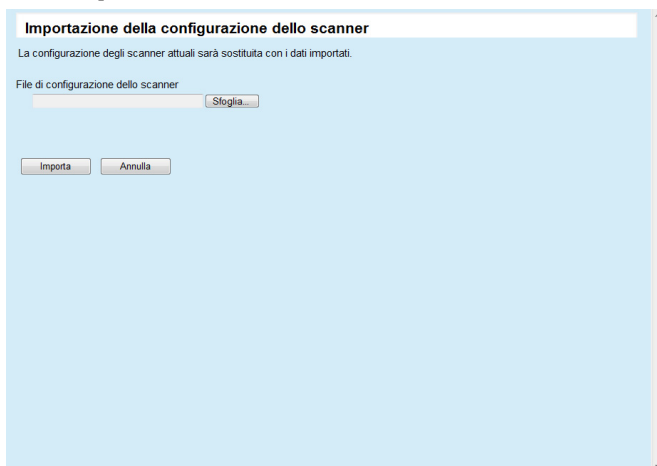 Importazione della configurazione dello scanner
La configurazione degli scanner attuali sarà sostituita con i dati importati.
File di configurazione dello scanner
Sfoglia...
Importa Annulla